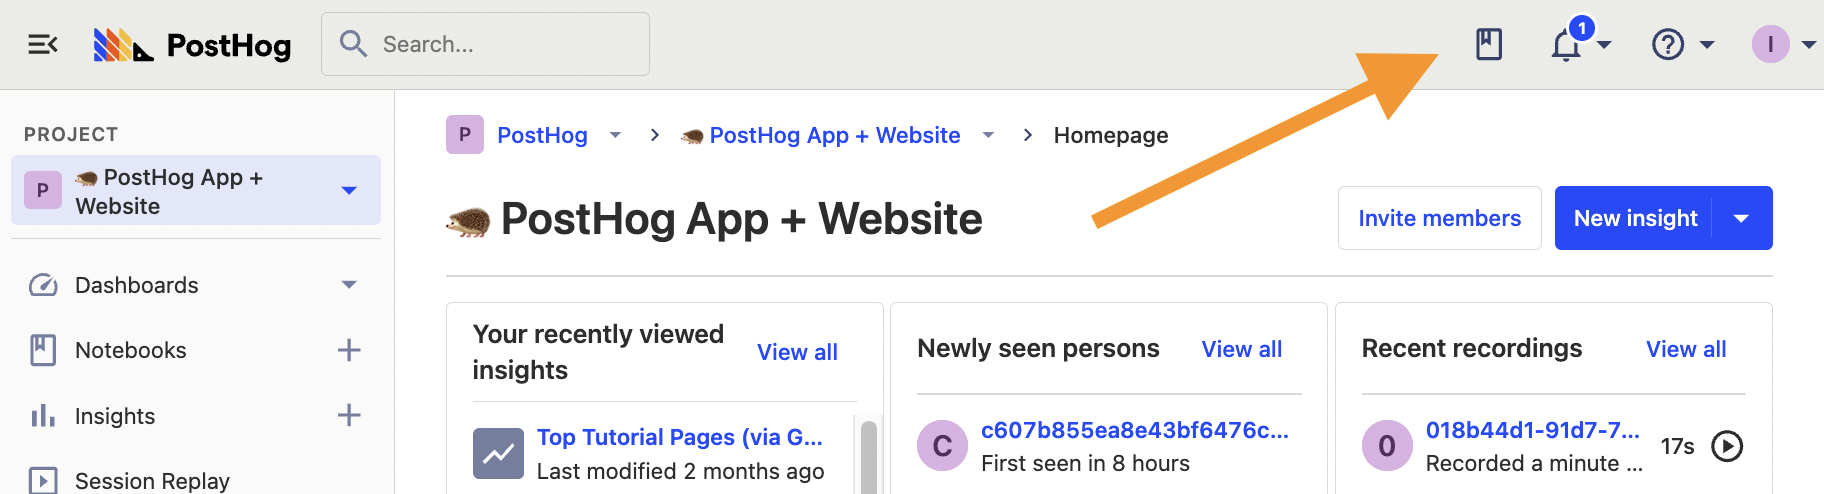 PostHog
Search...
1
?
I
PROJECT
P
PostHog App +
Website
Dashboards
Notebooks
Insights
Session Replay
P PostHog > PostHog App + Website > Homepage
PostHog App + Website
Invite members
New insight
Your recently viewed
insights
View all
Top Tutorial Pages (via G...
Last modified 2 months ago
Newly seen persons
View all
C
c607b855ea8e43bf6476c...
First seen in 8 hours
Recent recordings
View all
0
018b44d1-91d7-7...
Recorded a minute ...
17s